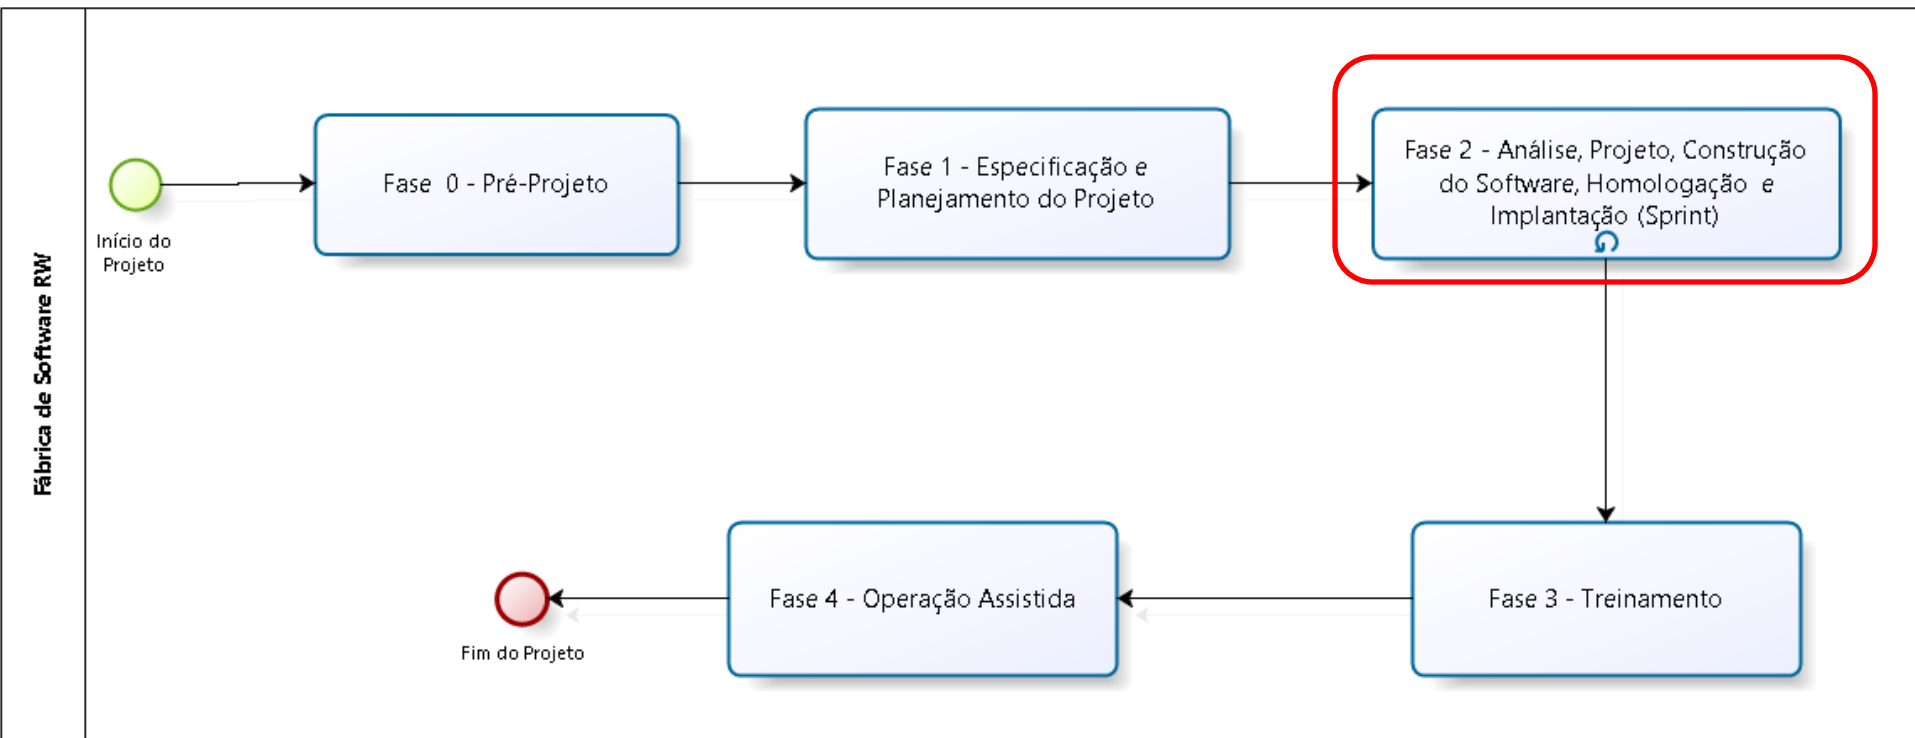 Fábrica de Software RW
Início do
Projeto
Fase 0 - Pré-Projeto
Fase 1 - Especificação e
Planejamento do Projeto
Fase 2 - Análise, Projeto, Construção
do Software, Homologação e
Implantação (Sprint)
Fase 3 - Treinamento
Fase 4 - Operação Assistida
Fim do Projeto